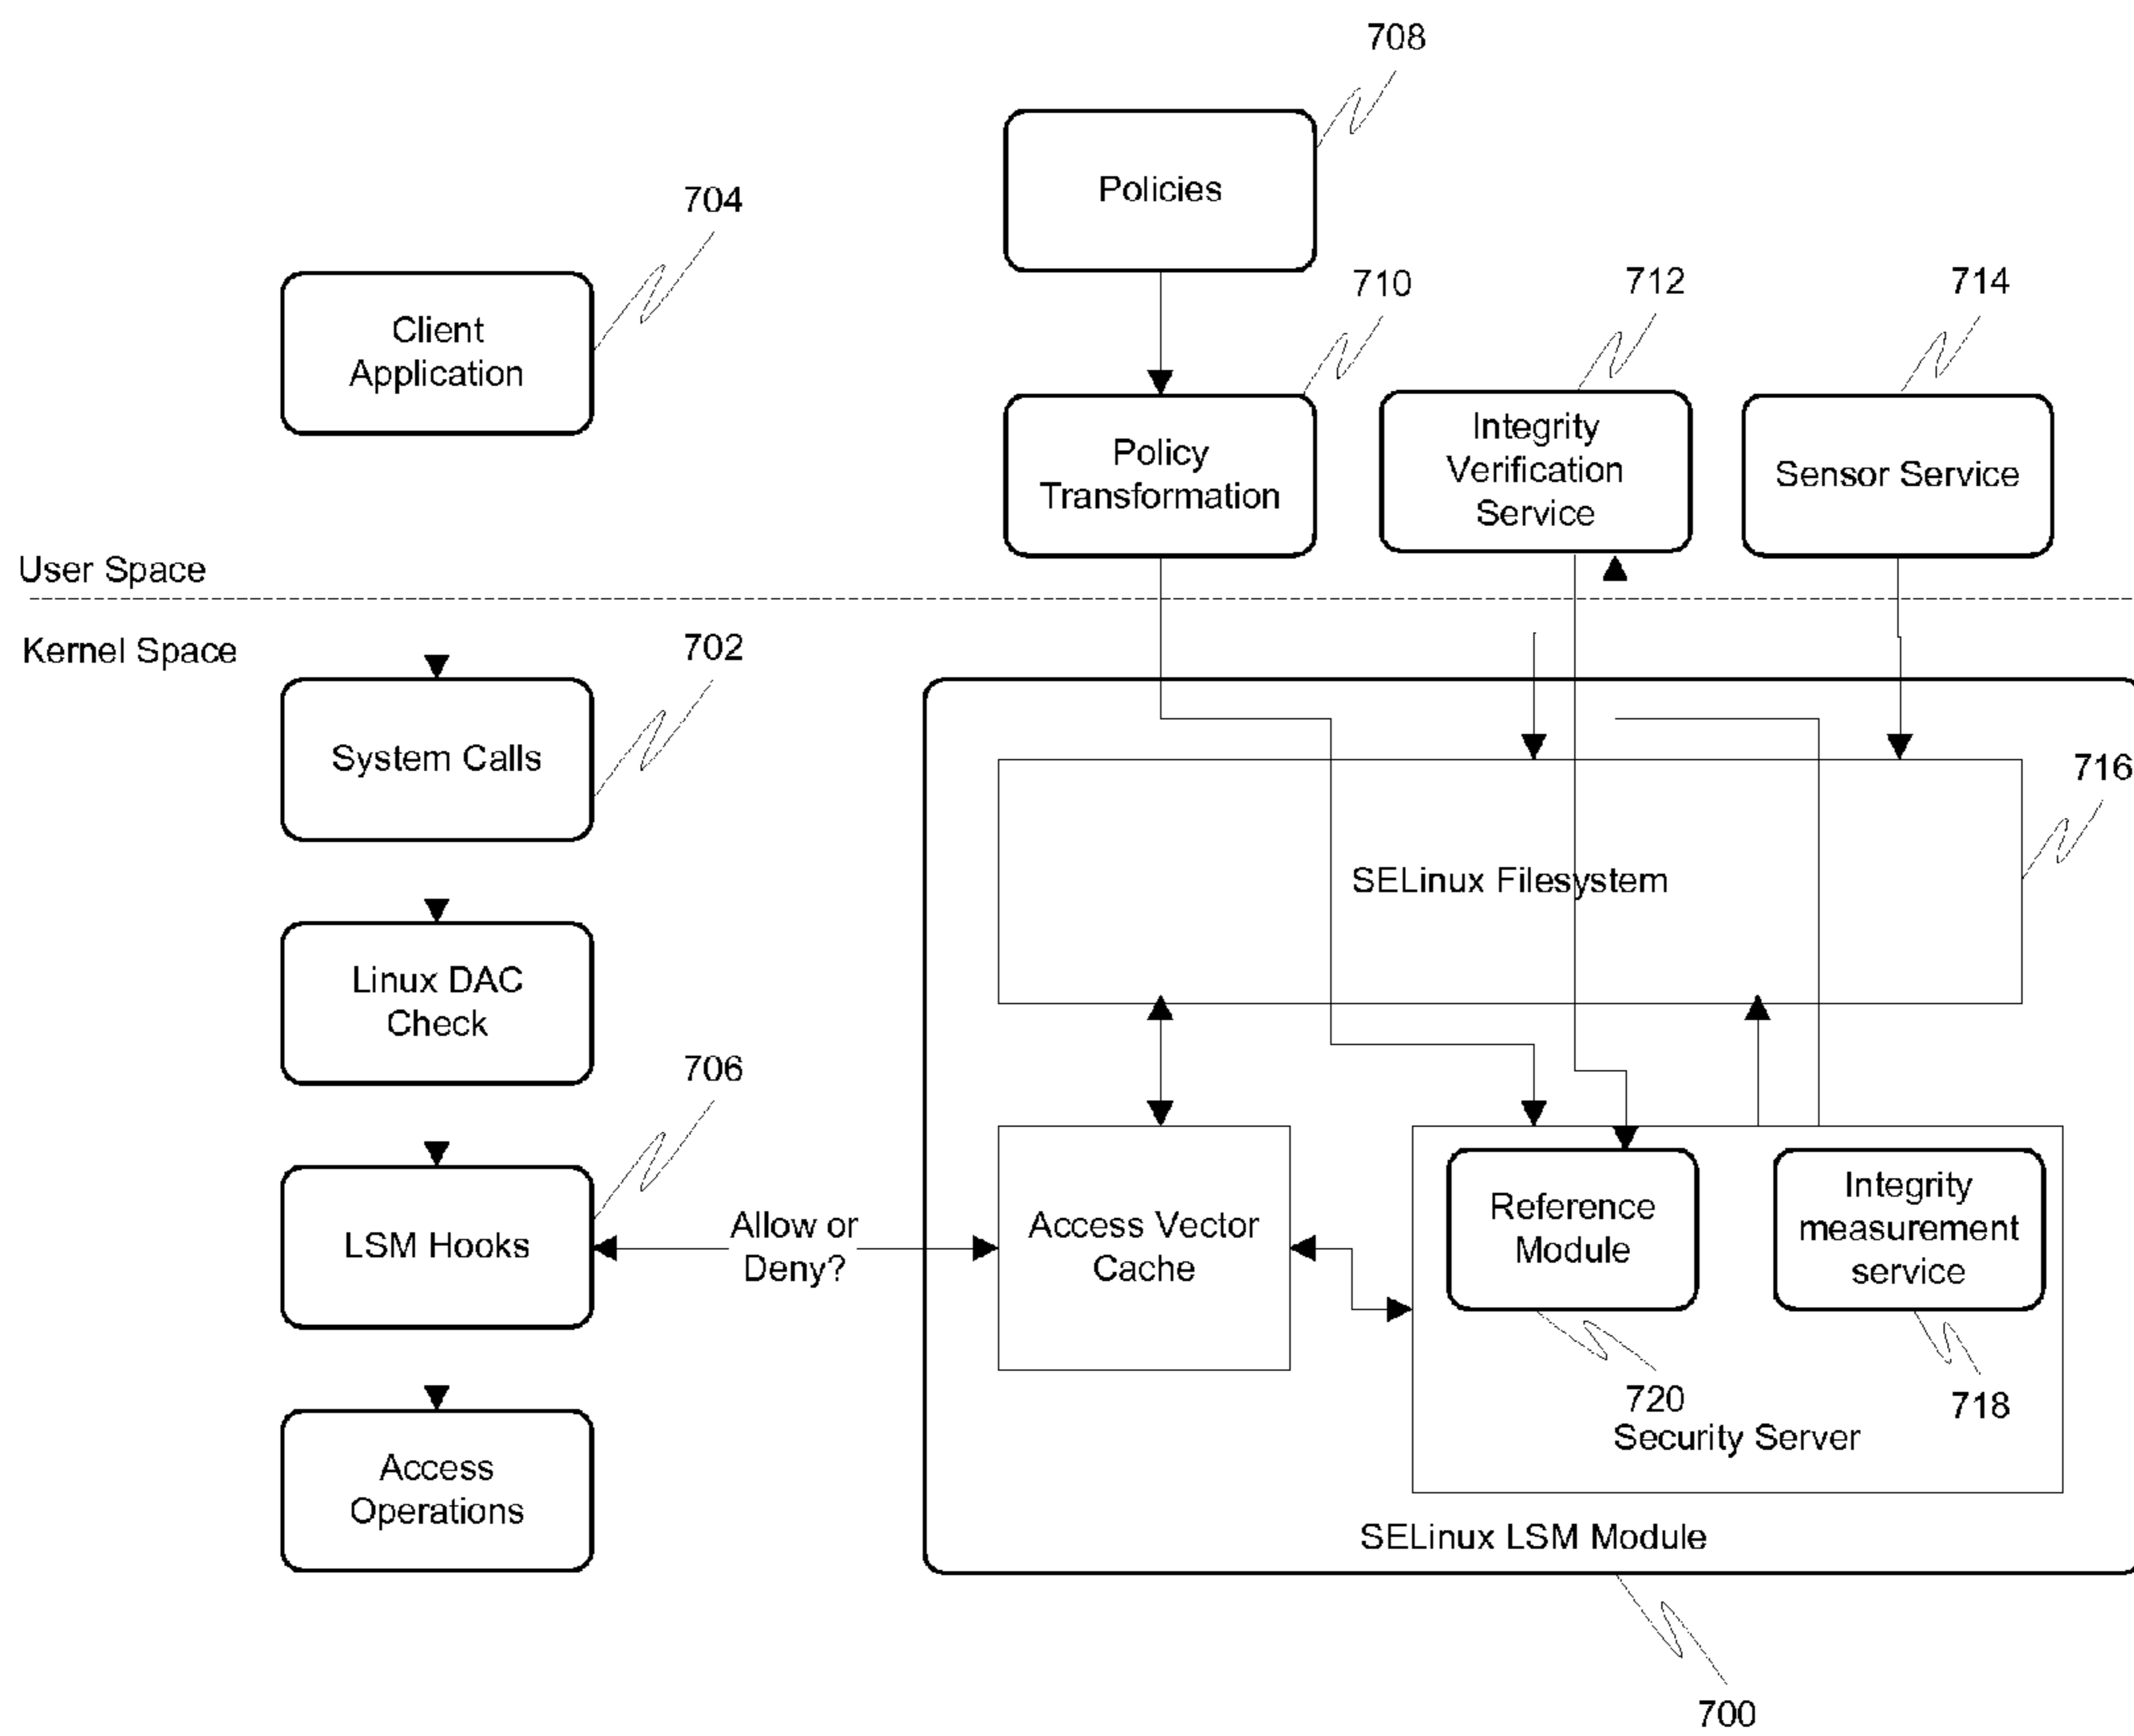 708
Policies
704
Client
Application
710
712
714
Policy
Transformation
Integrity
Verification
Service
Sensor Service
User Space
Kernel Space
702
System Calls
716
SELinux Filesystem
Linux DAC
Check
706
LSM Hooks
Allow or
Deny?
Access Vector
Cache
Reference
Module
Integrity
measurement
service
720
718
Security Server
Access
Operations
SELinux LSM Module
700